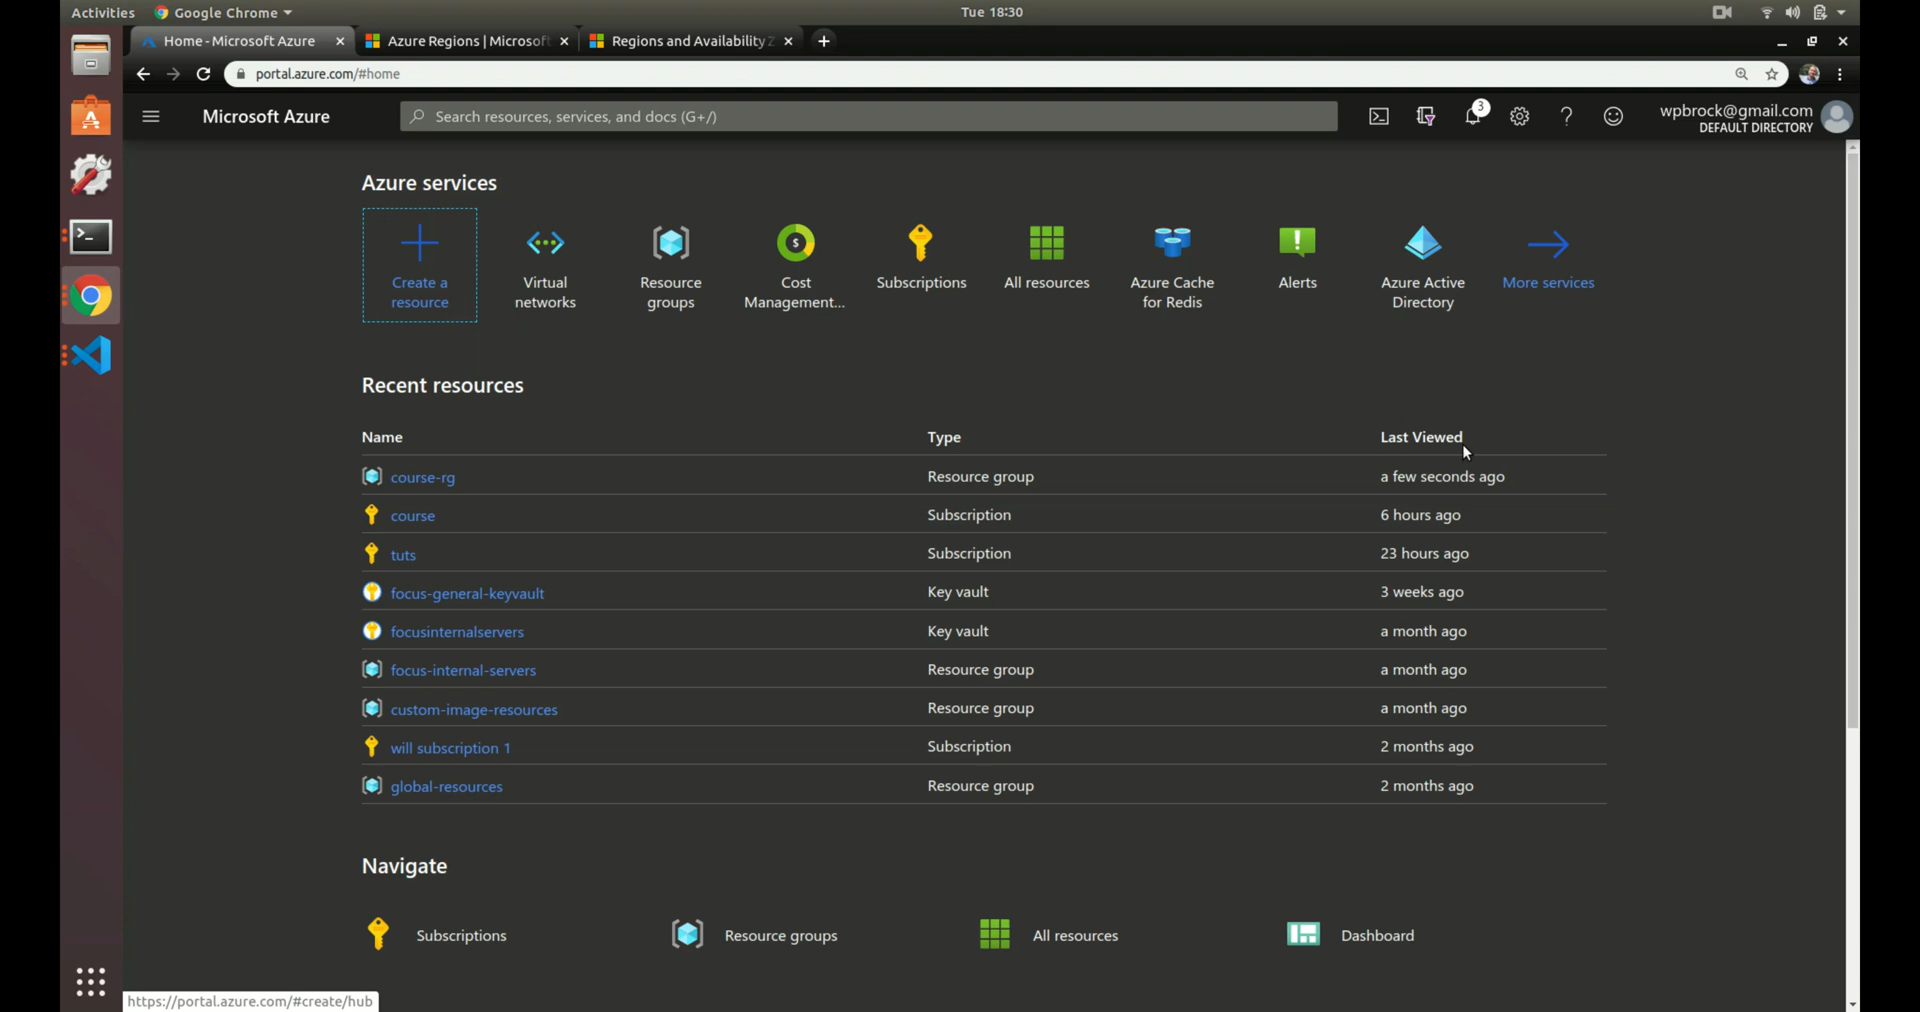 Activities
Google Chrome
Tue 18:30
Home - Microsoft Azure
Azure Regions | Microsoft
Regions and Availability Z
portal.azure.com/#home
Microsoft Azure
Search resources, services, and docs (G+/)
3
wpbrock@gmail.com
DEFAULT DIRECTORY
Azure services
Create a
resource
Virtual
networks
Resource
groups
Cost
Management...
Subscriptions
All resources
Azure Cache
for Redis
Alerts
Azure Active
Directory
More services
Recent resources
Name Type Last Viewed
course-rg Resource group a few seconds ago
course Subscription 6 hours ago
tuts Subscription 23 hours ago
focus-general-keyvault Key vault 3 weeks ago
focusinternalservers Key vault a month ago
focus-internal-servers Resource group a month ago
custom-image-resources Resource group a month ago
will subscription 1 Subscription 2 months ago
global-resources Resource group 2 months ago
Navigate
Subscriptions Resource groups All resources Dashboard
https://portal.azure.com/#create/hub